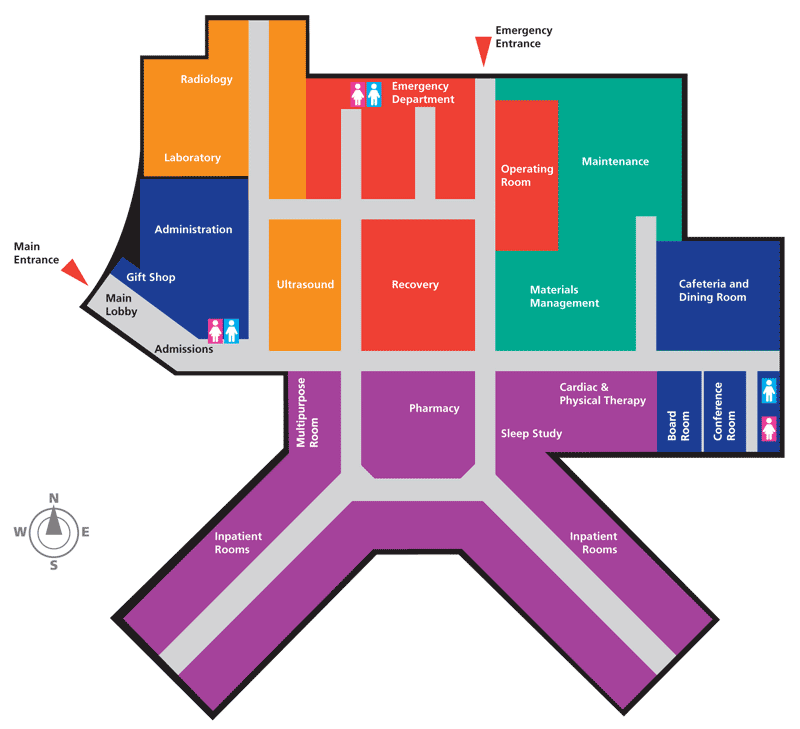 Emergency
Entrance
Radiology
Emergency
Department
Laboratory
Operating
Room
Maintenance
Administration
Main
Entrance
Gift Shop
Main
Lobby
Ultrasound
Recovery
Materials
Management
Cafeteria and
Dining Room
Admissions
Multipurpose
Room
Pharmacy
Cardiac &
Physical Therapy
Sleep Study
Board
Room
Conference
Room
N
W
E
S
Inpatient
Rooms
Inpatient
Rooms